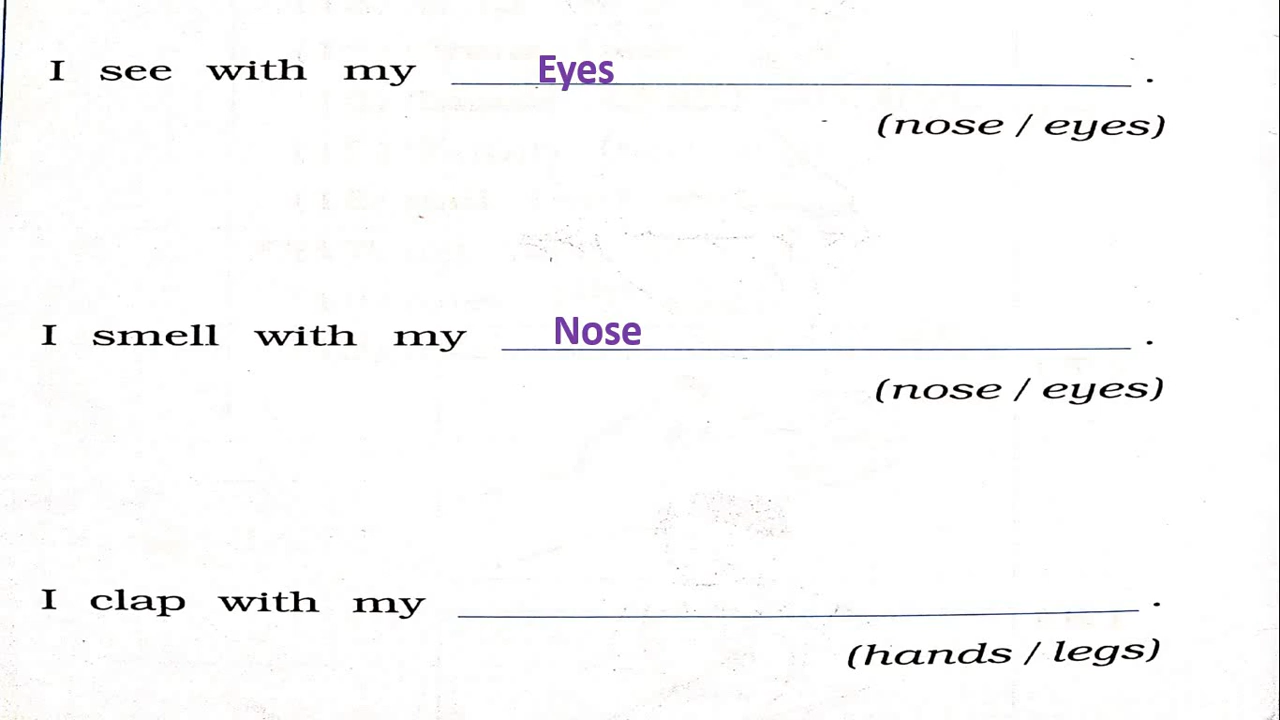 I see with my Eyes .
(nose / eyes)
I smell with my Nose .
(nose / eyes)
I clap with my .
(hands / legs)